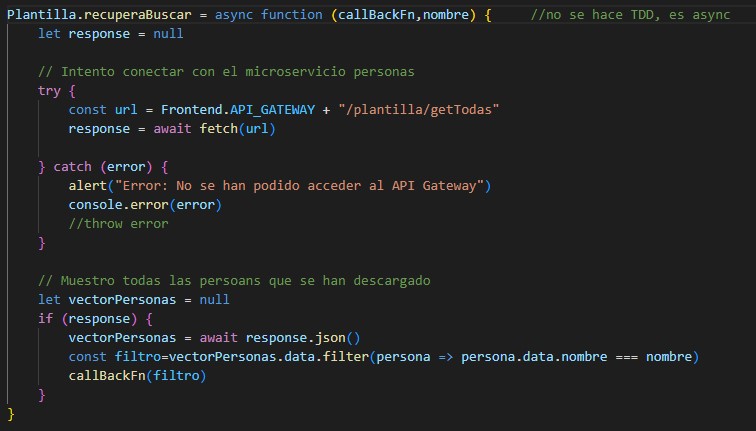 Plantilla.recuperaBuscar = async function (callBackFn,nombre) {     //no se hace TDD, es async
    let response = null

    // Intento conectar con el microservicio personas
    try {
        const url = Frontend.API_GATEWAY + "/plantilla/getTodas"
        response = await fetch(url)

    } catch (error) {
        alert("Error: No se han podido acceder al API Gateway")
        console.error(error)
        //throw error
    }

    // Muestro todas las persoans que se han descargado
    let vectorPersonas = null
    if (response) {
        vectorPersonas = await response.json()
        const filtro=vectorPersonas.data.filter(persona => persona.data.nombre === nombre)
        callBackFn(filtro)
    }
}